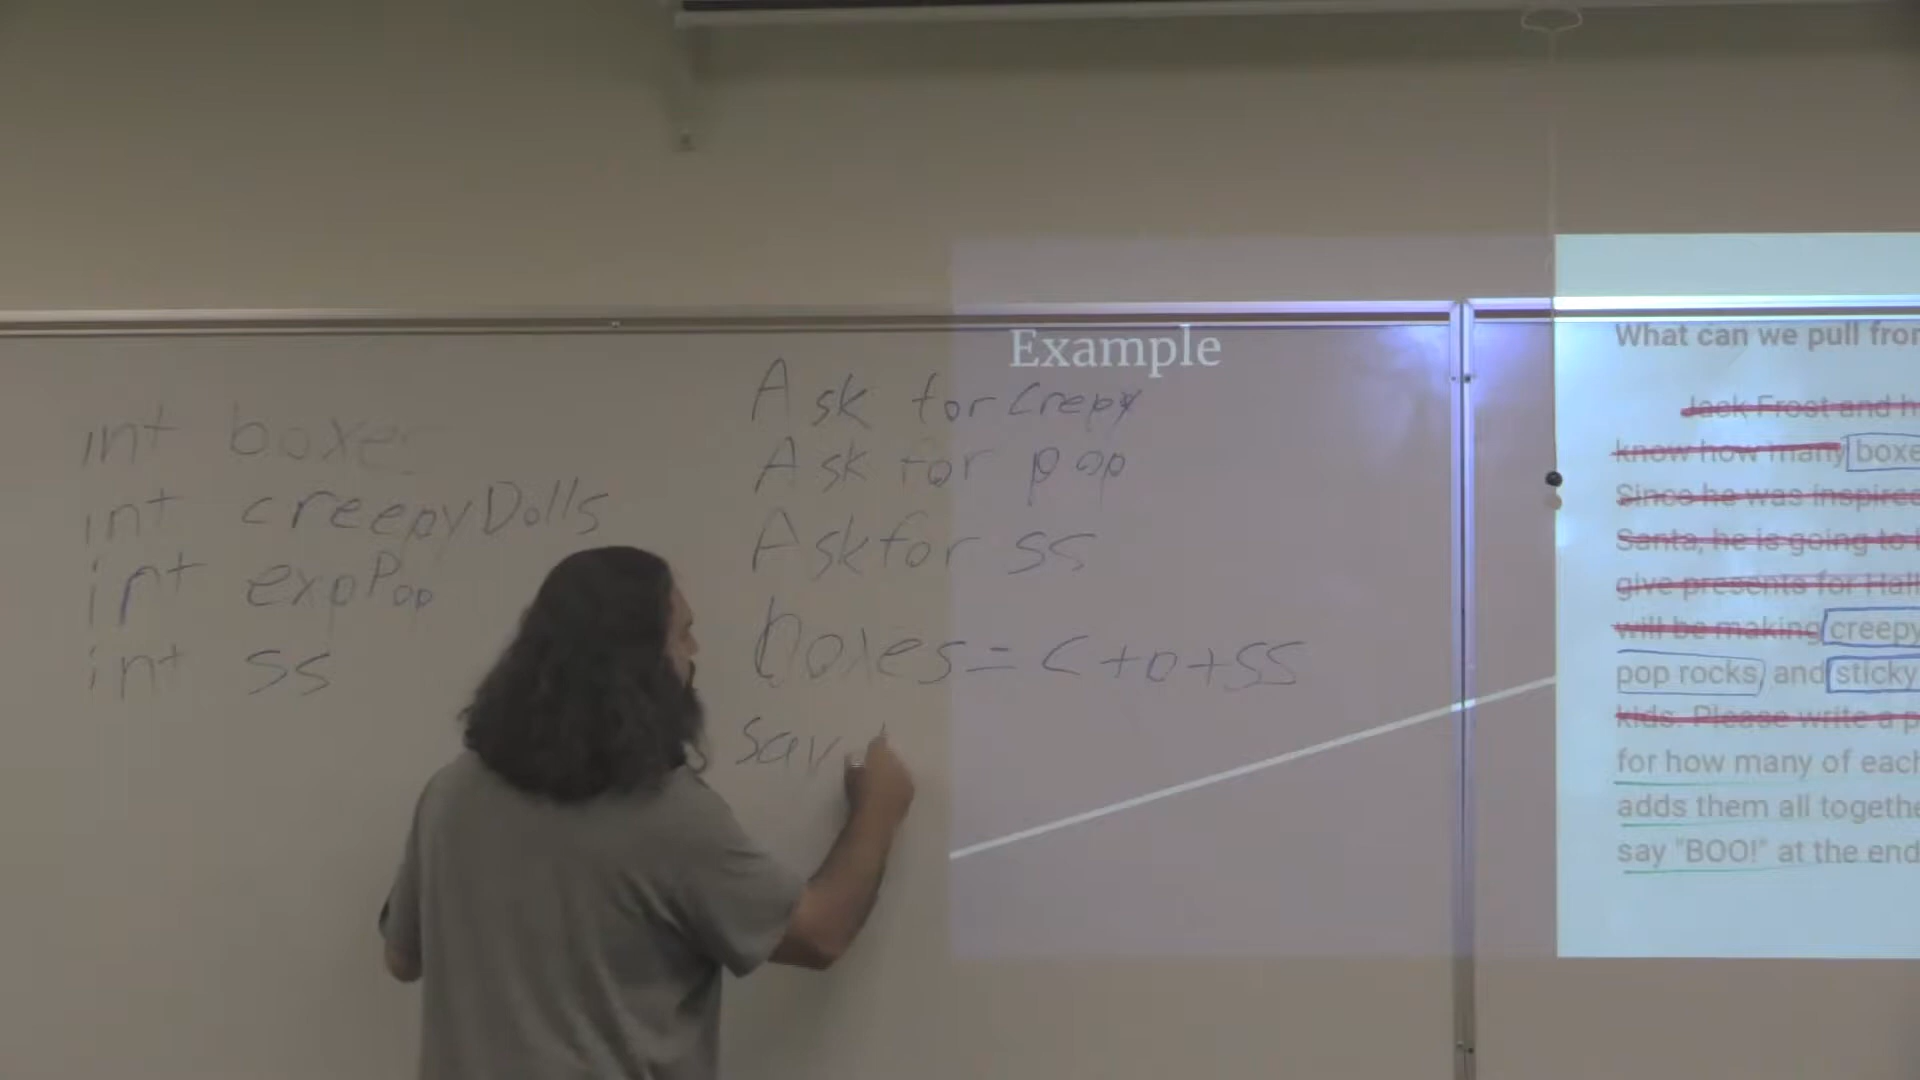 int boxes
int creepyDolls
int expPop
int ss
Ask for crepy
Ask for pop
Ask for ss
boxes = c + p + ss
say
Example
What can we pull from
Jack Frost and h
know how many boxe
Since he was inspired
Santa, he is going to
give presents for Hall
will be making creepy
pop rocks, and sticky
kids. Please write a p
for how many of each
adds them all togethe
say "BOO!" at the end